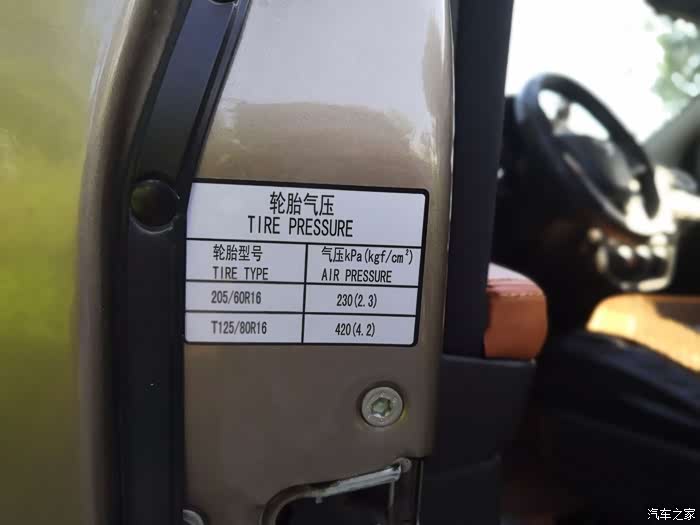 轮胎气压
TIRE PRESSURE
轮胎型号 气压kPa(kgf/cm²)
TIRE TYPE AIR PRESSURE
205/60R16 230(2.3)
T125/80R16 420(4.2)
汽车之家